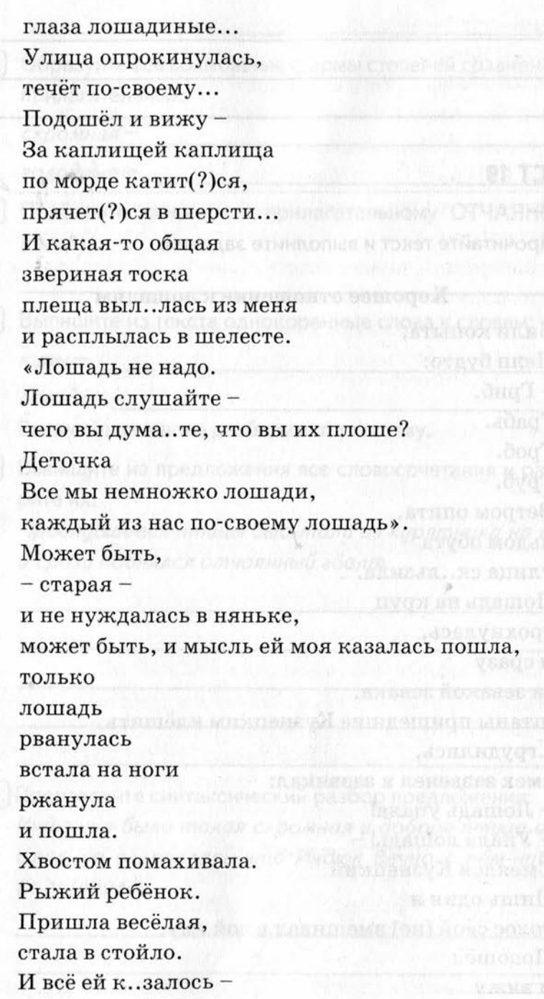 глаза лошадиные...
Улица опрокинулась,
течёт по-своему...
Подошёл и вижу –
За каплищей каплища
по морде катит(?)ся,
прячет(?)ся в шерсти...
И какая-то общая
звериная тоска
плеща выл..лась из меня
и расплылась в шелесте.
«Лошадь не надо.
Лошадь слушайте –
чего вы дума..те, что вы их плоше?
Деточка
Все мы немножко лошади,
каждый из нас по-своему лошадь».
Может быть,
– старая –
и не нуждалась в няньке,
может быть, и мысль ей моя казалась пошла,
только
лошадь
рванулась
встала на ноги
ржанула
и пошла.
Хвостом помахивала.
Рыжий ребёнок.
Пришла весёлая,
стала в стойло.
И всё ей к..залось –